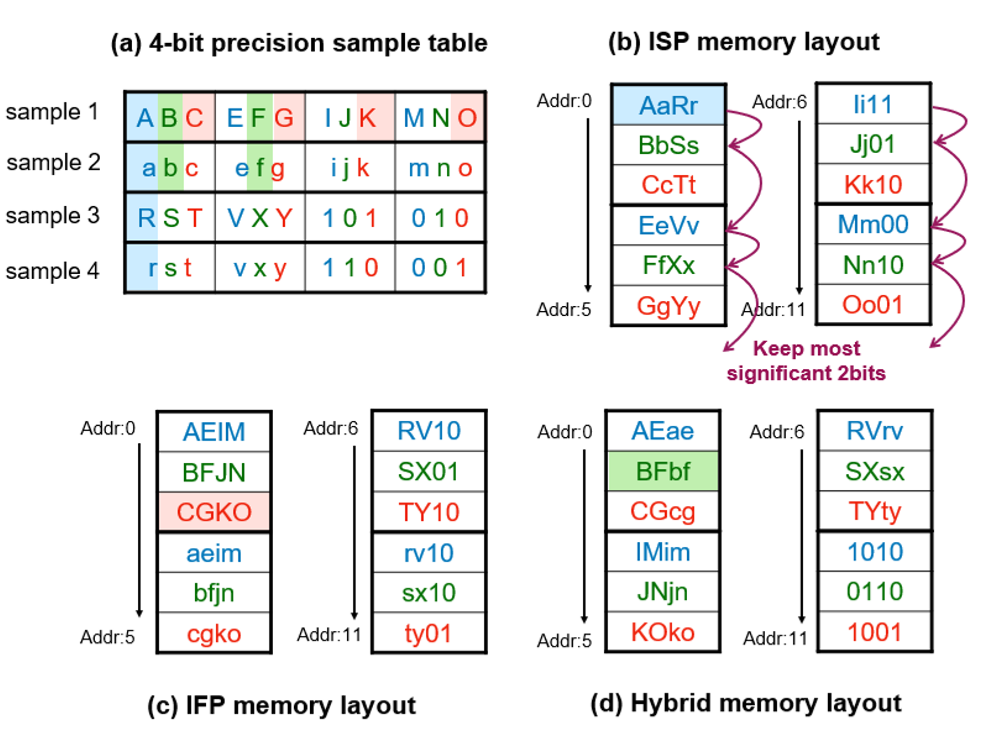 (a) 4-bit precision sample table
sample 1 A B C E F G I J K M N O
sample 2 a b c e f g i j k m n o
sample 3 R S T V X Y 1 0 1 0 1 0
sample 4 r s t v x y 1 1 0 0 0 1
(b) ISP memory layout
Addr:0
AaRr
BbSs
CcTt
EeVv
FfXx
GgYy
Addr:5
Addr:6
Ii11
Jj01
Kk10
Mm00
Nn10
Oo01
Addr:11
Keep most
significant 2bits
Addr:0
AEIM
BFJN
CGKO
aeim
bfjn
cgko
Addr:5
Addr:6
RV10
SX01
TY10
rv10
sx10
ty01
Addr:11
(c) IFP memory layout
Addr:0
AEae
BFbf
CGcg
IMim
JNjn
KOko
Addr:5
Addr:6
RVrv
SXsx
TYty
1010
0110
1001
Addr:11
(d) Hybrid memory layout